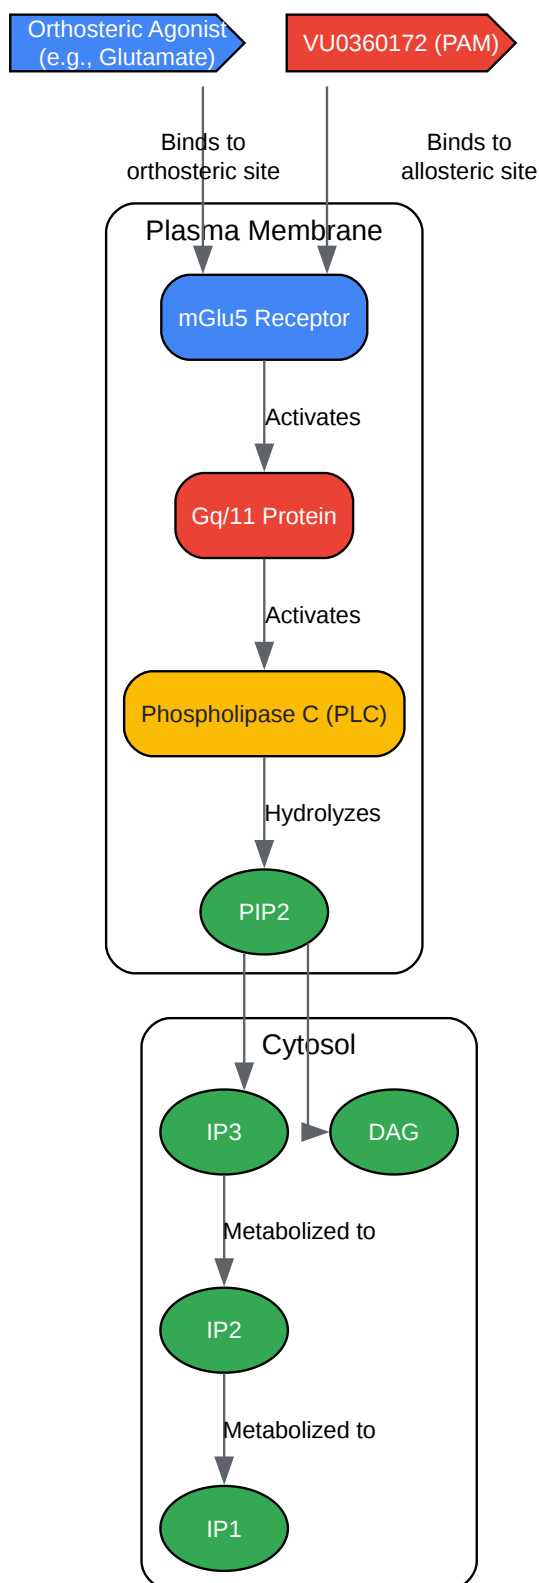 Orthosteric Agonist
(e.g., Glutamate)
VU0360172 (PAM)
Binds to
orthosteric site
Binds to
allosteric site
Plasma Membrane
mGlu5 Receptor
Activates
Gq/11 Protein
Activates
Phospholipase C (PLC)
Hydrolyzes
PIP2
Cytosol
IP3
DAG
Metabolized to
IP2
Metabolized to
IP1